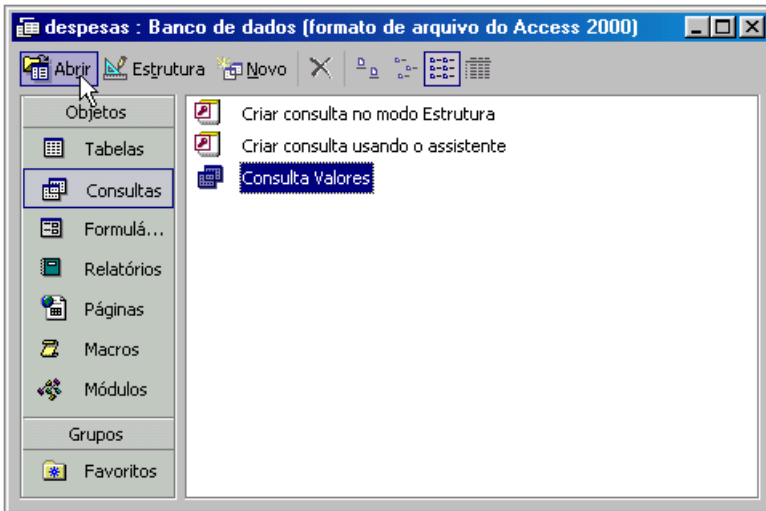 despesas : Banco de dados (formato de arquivo do Access 2000)
Abrir Estrutura Novo
Objetos
Tabelas
Consultas
Formulá...
Relatórios
Páginas
Macros
Módulos
Grupos
Favoritos
Criar consulta no modo Estrutura
Criar consulta usando o assistente
Consulta Valores